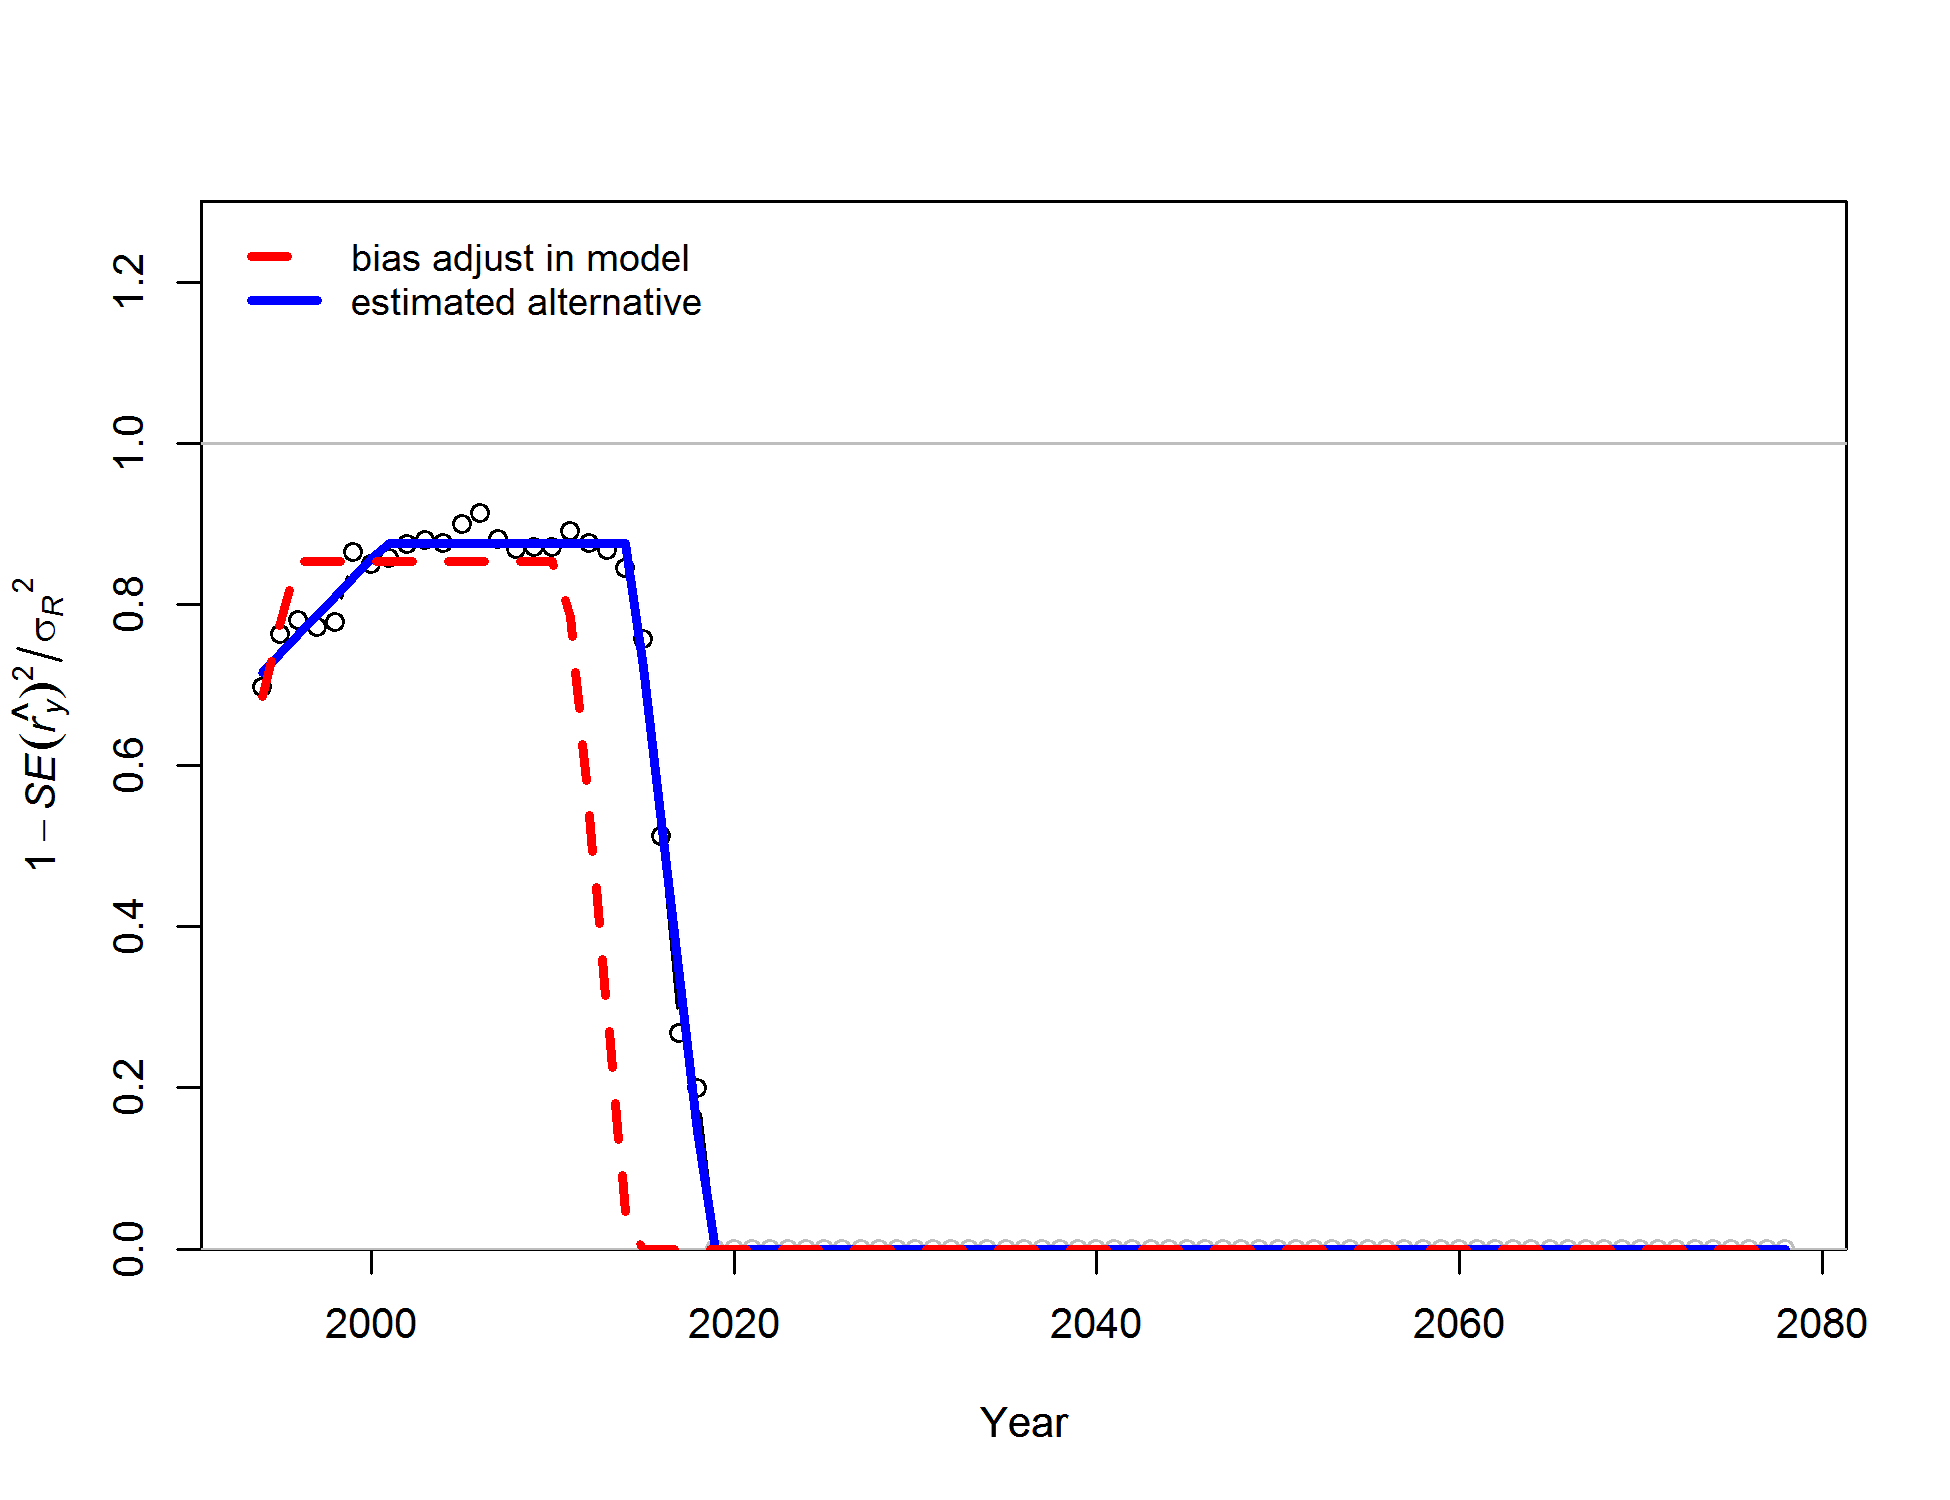 bias adjust in model
estimated alternative
1.2
1.0
0.8
0.6
0.4
0.2
0.0
1 − SE(r̂y)² / σR²
2000 2020 2040 2060 2080
Year